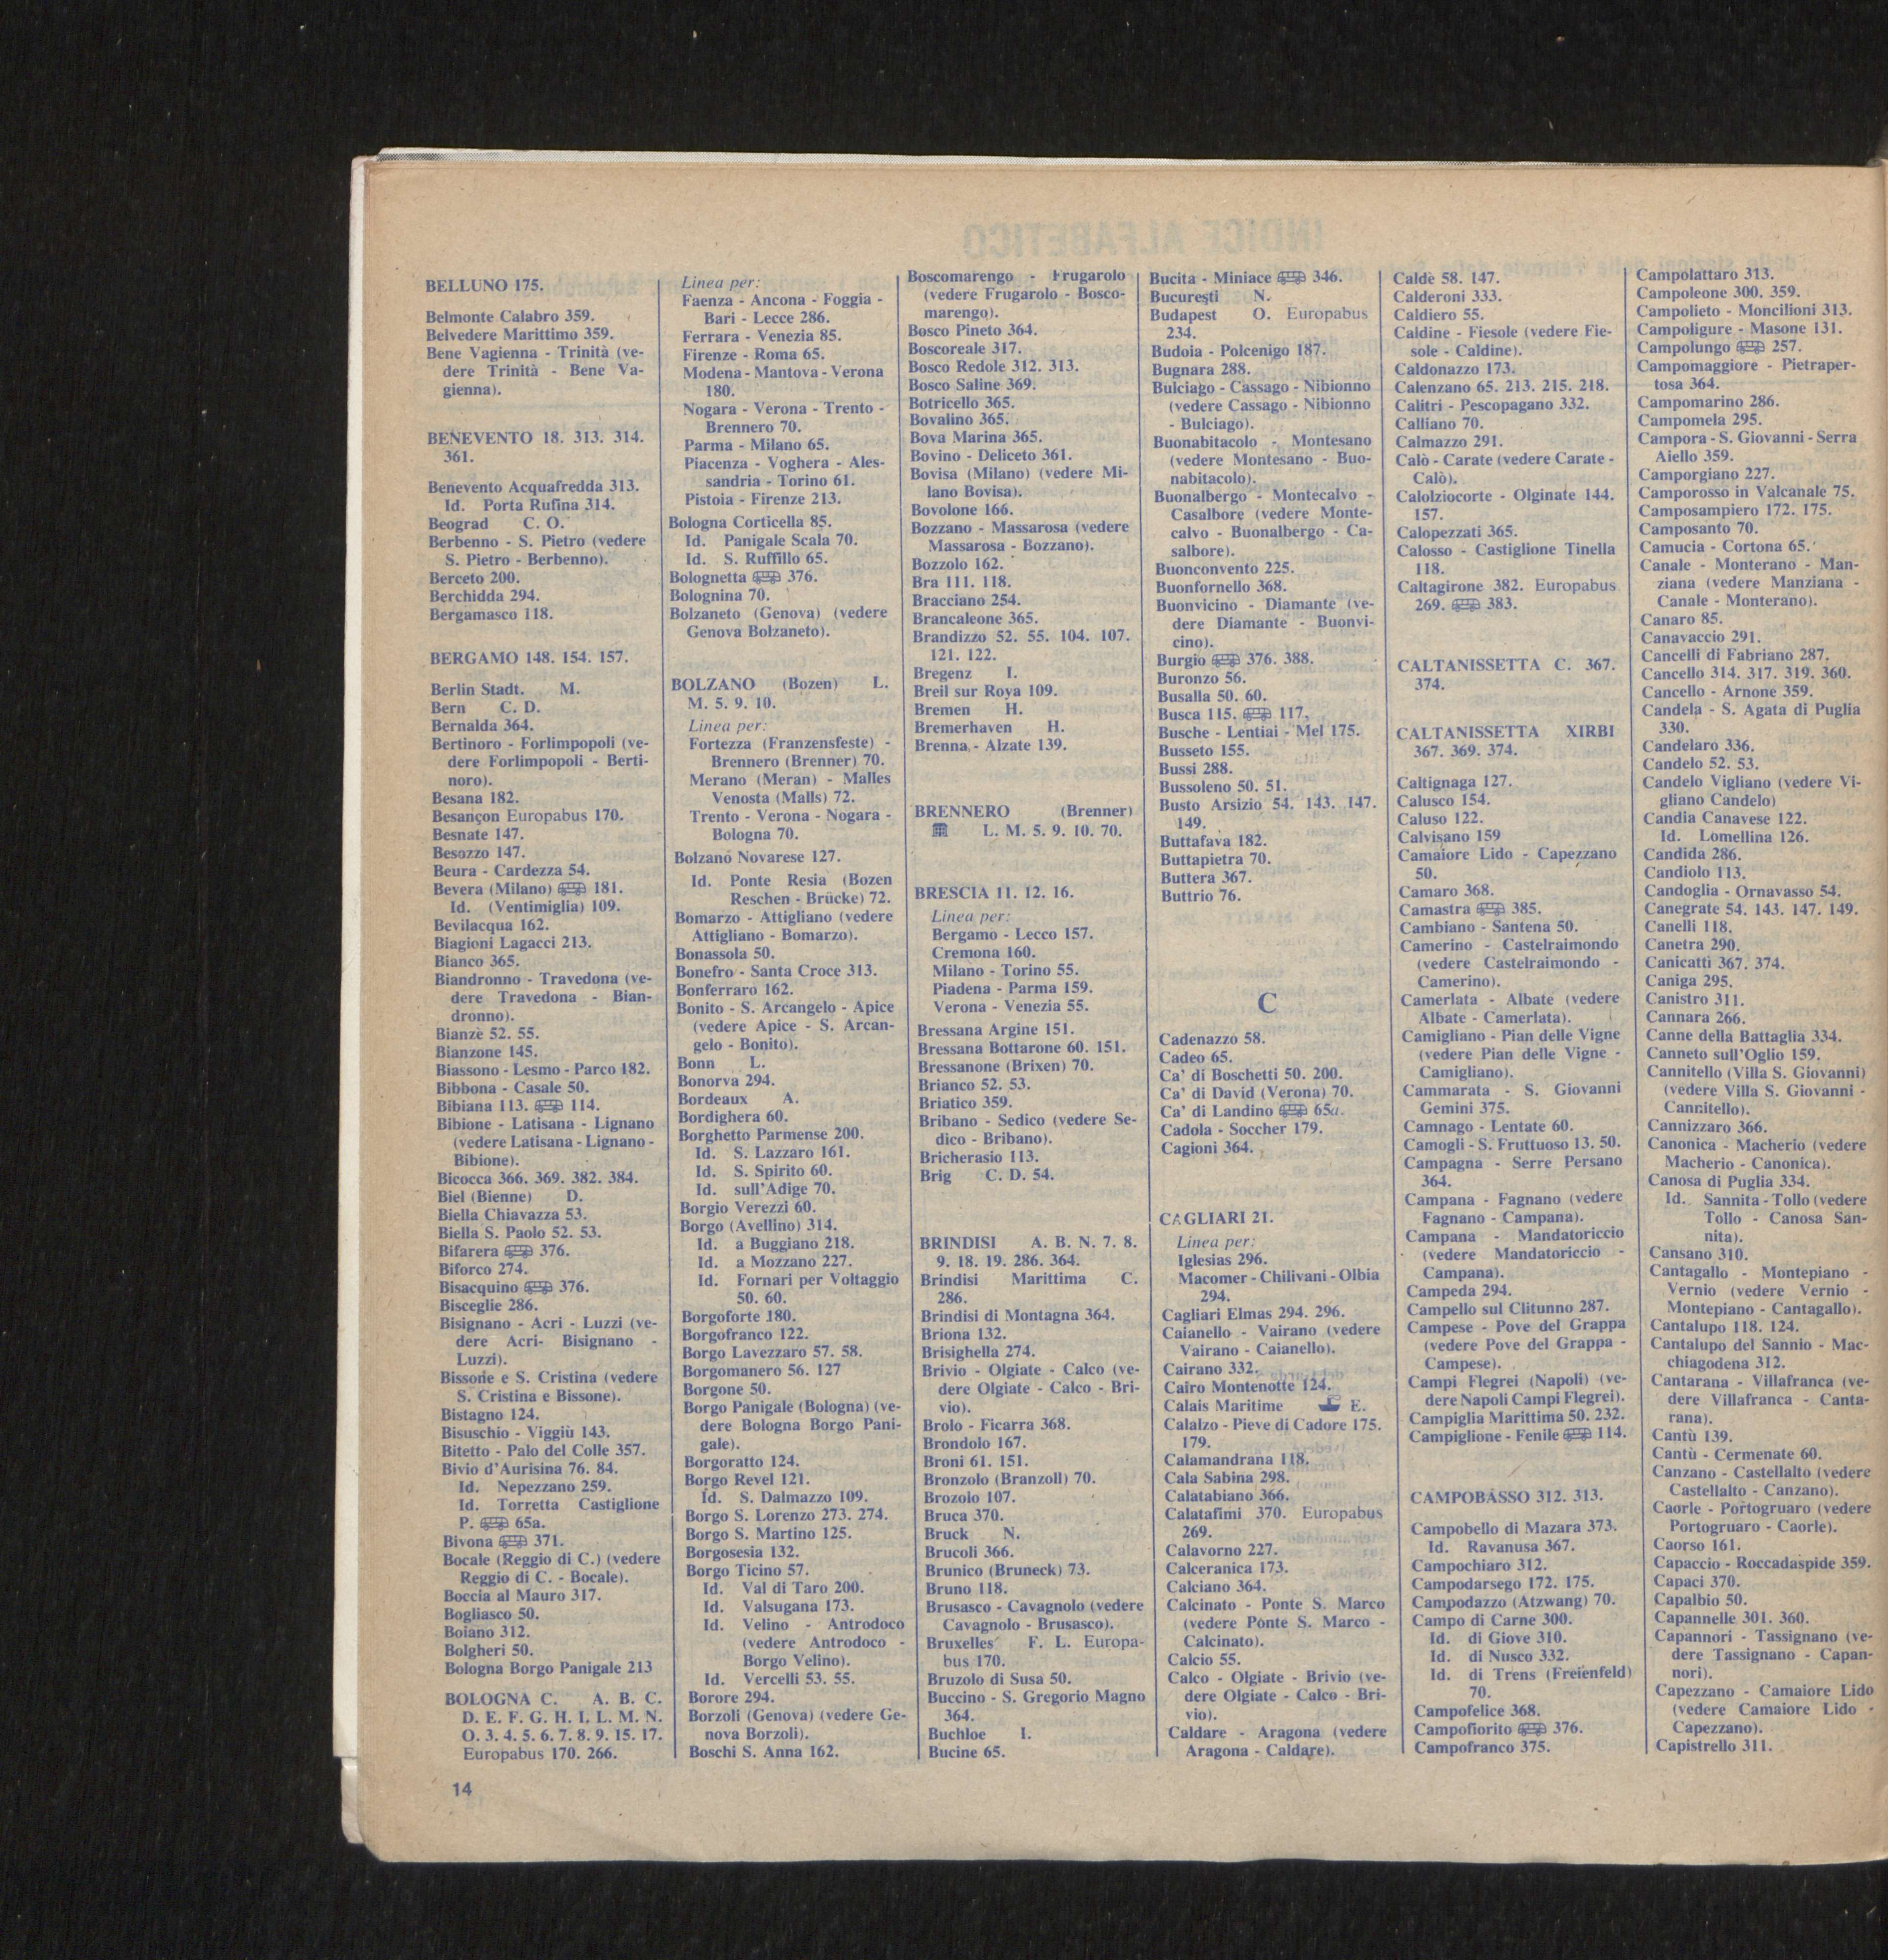 BELLUNO 175.
Belmonte Calabro 359.
Belvedere Marittimo 359.
Bene Vagienna - Trinità (ve-
dere Trinità - Bene Va-
gienna).
BENEVENTO 18. 313. 314.
361.
Benevento Acquafredda 313.
Id. Porta Rufina 314.
Beograd C. O.
Berbenno - S. Pietro (vedere
S. Pietro - Berbenno).
Berceto 200.
Berchidda 294.
Bergamasco 118.
BERGAMO 148. 154. 157.
Berlin Stadt. M.
Bern C. D.
Bernalda 364.
Bertinoro - Forlimpopoli (ve-
dere Forlimpopoli - Berti-
noro).
Besana 182.
Besançon Europabus 170.
Besnate 147.
Besozzo 147.
Beura - Cardezza 54.
Bevera (Milano) 181.
Id. (Ventimiglia) 109.
Bevilacqua 162.
Biagioni Lagacci 213.
Bianco 365.
Biandronno - Travedona (ve-
dere Travedona - Bian-
dronno).
Bianzè 52. 55.
Bianzone 145.
Biassono - Lesmo - Parco 182.
Bibbona - Casale 50.
Bibiana 113. 114.
Bibione - Latisana - Lignano
(vedere Latisana - Lignano -
Bibione).
Bicocca 366. 369. 382. 384.
Biel (Bienne) D.
Biella Chiavazza 53.
Biella S. Paolo 52. 53.
Bifarera 376.
Biforco 274.
Bisacquino 376.
Bisceglie 286.
Bisignano - Acri - Luzzi (ve-
dere Acri- Bisignano -
Luzzi).
Bissone e S. Cristina (vedere
S. Cristina e Bissone).
Bistagno 124.
Bisuschio - Viggiù 143.
Bitetto - Palo del Colle 357.
Bivio d'Aurisina 76. 84.
Id. Nepezzano 259.
Id. Torretta Castiglione
P. 65a.
Bivona 371.
Bocale (Reggio di C.) (vedere
Reggio di C. - Bocale).
Boccia al Mauro 317.
Bogliasco 50.
Boiano 312.
Bolgheri 50.
Bologna Borgo Panigale 213
BOLOGNA C. A. B. C.
D. E. F. G. H. I. L. M. N.
O. 3. 4. 5. 6. 7. 8. 9. 15. 17.
Europabus 170. 266.
Linea per:
Faenza - Ancona - Foggia -
Bari - Lecce 286.
Ferrara - Venezia 85.
Firenze - Roma 65.
Modena - Mantova - Verona
180.
Nogara - Verona - Trento -
Brennero 70.
Parma - Milano 65.
Piacenza - Voghera - Ales-
sandria - Torino 61.
Pistoia - Firenze 213.
Bologna Corticella 85.
Id. Panigale Scala 70.
Id. S. Ruffillo 65.
Bolognetta 376.
Bolognina 70.
Bolzaneto (Genova) (vedere
Genova Bolzaneto).
BOLZANO (Bozen) L.
M. 5. 9. 10.
Linea per:
Fortezza (Franzensfeste) -
Brennero (Brenner) 70.
Merano (Meran) - Malles
Venosta (Malls) 72.
Trento - Verona - Nogara -
Bologna 70.
Bolzano Novarese 127.
Id. Ponte Resia (Bozen
Reschen - Brücke) 72.
Bomarzo - Attigliano (vedere
Attigliano - Bomarzo).
Bonassola 50.
Bonefro - Santa Croce 313.
Bonferraro 162.
Bonito - S. Arcangelo - Apice
(vedere Apice - S. Arcan-
gelo - Bonito).
Bonn L.
Bonorva 294.
Bordeaux A.
Bordighera 60.
Borghetto Parmense 200.
Id. S. Lazzaro 161.
Id. S. Spirito 60.
Id. sull'Adige 70.
Borgio Verezzi 60.
Borgo (Avellino) 314.
Id. a Buggiano 218.
Id. a Mozzano 227.
Id. Fornari per Voltaggio
50. 60.
Borgoforte 180.
Borgofranco 122.
Borgo Lavezzaro 57. 58.
Borgomanero 56. 127
Borgone 50.
Borgo Panigale (Bologna) (ve-
dere Bologna Borgo Pani-
gale).
Borgoratto 124.
Borgo Revel 121.
Id. S. Dalmazzo 109.
Borgo S. Lorenzo 273. 274.
Borgo S. Martino 125.
Borgosesia 132.
Borgo Ticino 57.
Id. Val di Taro 200.
Id. Valsugana 173.
Id. Velino - Antrodoco
(vedere Antrodoco -
Borgo Velino).
Id. Vercelli 53. 55.
Borore 294.
Borzoli (Genova) (vedere Ge-
nova Borzoli).
Boschi S. Anna 162.
Boscomarengo - Frugarolo
(vedere Frugarolo - Bosco-
marengo).
Bosco Pineto 364.
Boscoreale 317.
Bosco Redole 312. 313.
Bosco Saline 369.
Botricello 365.
Bovalino 365.
Bova Marina 365.
Bovino - Deliceto 361.
Bovisa (Milano) (vedere Mi-
lano Bovisa).
Bovolone 166.
Bozzano - Massarosa (vedere
Massarosa - Bozzano).
Bozzolo 162.
Bra 111. 118.
Bracciano 254.
Brancaleone 365.
Brandizzo 52. 55. 104. 107.
121. 122.
Bregenz I.
Breil sur Roya 109.
Bremen H.
Bremerhaven H.
Brenna - Alzate 139.
BRENNERO (Brenner)
L. M. 5. 9. 10. 70.
BRESCIA 11. 12. 16.
Linea per:
Bergamo - Lecco 157.
Cremona 160.
Milano - Torino 55.
Piadena - Parma 159.
Verona - Venezia 55.
Bressana Argine 151.
Bressana Bottarone 60. 151.
Bressanone (Brixen) 70.
Brianco 52. 53.
Briatico 359.
Bribano - Sedico (vedere Se-
dico - Bribano).
Bricherasio 113.
Brig C. D. 54.
BRINDISI A. B. N. 7. 8.
9. 18. 19. 286. 364.
Brindisi Marittima C.
286.
Brindisi di Montagna 364.
Briona 132.
Brisighella 274.
Brivio - Olgiate - Calco (ve-
dere Olgiate - Calco - Bri-
vio).
Brolo - Ficarra 368.
Brondolo 167.
Broni 61. 151.
Bronzolo (Branzoll) 70.
Brozolo 107.
Bruca 370.
Bruck N.
Brucoli 366.
Brunico (Bruneck) 73.
Bruno 118.
Brusasco - Cavagnolo (vedere
Cavagnolo - Brusasco).
Bruxelles F. L. Europa-
bus 170.
Bruzolo di Susa 50.
Buccino - S. Gregorio Magno
364.
Buchloe I.
Bucine 65.
Bucita - Miniace 346.
Bucureşti N.
Budapest O. Europabus
234.
Budoia - Polcenigo 187.
Bugnara 288.
Bulciago - Cassago - Nibionno
(vedere Cassago - Nibionno
- Bulciago).
Buonabitacolo - Montesano
(vedere Montesano - Buo-
nabitacolo).
Buonalbergo - Montecalvo -
Casalbore (vedere Monte-
calvo - Buonalbergo - Ca-
salbore).
Buonconvento 225.
Buonfornello 368.
Buonvicino - Diamante (ve-
dere Diamante - Buonvi-
cino).
Burgio 376. 388.
Buronzo 56.
Busalla 50. 60.
Busca 115. 117.
Busche - Lentiai - Mel 175.
Busseto 155.
Bussi 288.
Bussoleno 50. 51.
Busto Arsizio 54. 143. 147.
149.
Buttafava 182.
Buttapietra 70.
Buttera 367.
Buttrio 76.
C
Cadenazzo 58.
Cadeo 65.
Ca' di Boschetti 50. 200.
Ca' di David (Verona) 70.
Ca' di Landino 65a.
Cadola - Soccher 179.
Cagioni 364.
CAGLIARI 21.
Linea per:
Iglesias 296.
Macomer - Chilivani - Olbia
294.
Cagliari Elmas 294. 296.
Caianello - Vairano (vedere
Vairano - Caianello).
Cairano 332.
Cairo Montenotte 124.
Calais Maritime E.
Calalzo - Pieve di Cadore 175.
179.
Calamandrana 118.
Cala Sabina 298.
Calatabiano 366.
Calatafimi 370. Europabus
269.
Calavorno 227.
Calceranica 173.
Calciano 364.
Calcinato - Ponte S. Marco
(vedere Ponte S. Marco -
Calcinato).
Calcio 55.
Calco - Olgiate - Brivio (ve-
dere Olgiate - Calco - Bri-
vio).
Caldare - Aragona (vedere
Aragona - Caldare).
Caldè 58. 147.
Calderoni 333.
Caldiero 55.
Caldine - Fiesole (vedere Fie-
sole - Caldine).
Caldonazzo 173.
Calenzano 65. 213. 215. 218.
Calitri - Pescopagano 332.
Calliano 70.
Calmazzo 291.
Calò - Carate (vedere Carate -
Calò).
Calolziocorte - Olginate 144.
157.
Calopezzati 365.
Calosso - Castiglione Tinella
118.
Caltagirone 382. Europabus
269. 383.
CALTANISSETTA C. 367.
374.
CALTANISSETTA XIRBI
367. 369. 374.
Caltignaga 127.
Calusco 154.
Caluso 122.
Calvisano 159
Camaiore Lido - Capezzano
50.
Camaro 368.
Camastra 385.
Cambiano - Santena 50.
Camerino - Castelraimondo
(vedere Castelraimondo -
Camerino).
Camerlata - Albate (vedere
Albate - Camerlata).
Camigliano - Pian delle Vigne
(vedere Pian delle Vigne -
Camigliano).
Cammarata - S. Giovanni
Gemini 375.
Camnago - Lentate 60.
Camogli - S. Fruttuoso 13. 50.
Campagna - Serre Persano
364.
Campana - Fagnano (vedere
Fagnano - Campana).
Campana - Mandatoriccio
(vedere Mandatoriccio -
Campana).
Campeda 294.
Campello sul Clitunno 287.
Campese - Pove del Grappa
(vedere Pove del Grappa -
Campese).
Campi Flegrei (Napoli) (ve-
dere Napoli Campi Flegrei).
Campiglia Marittima 50. 232.
Campiglione - Fenile 114.
CAMPOBASSO 312. 313.
Campobello di Mazara 373.
Id. Ravanusa 367.
Campochiaro 312.
Campodarsego 172. 175.
Campodazzo (Atzwang) 70.
Campo di Carne 300.
Id. di Giove 310.
Id. di Nusco 332.
Id. di Trens (Freienfeld)
70.
Campofelice 368.
Campofiorito 376.
Campofranco 375.
Campolattaro 313.
Campoleone 300. 359.
Campolieto - Moncilioni 313.
Campoligure - Masone 131.
Campolungo 257.
Campomaggiore - Pietraper-
tosa 364.
Campomarino 286.
Campomela 295.
Campora - S. Giovanni - Serra
Aiello 359.
Camporgiano 227.
Camporosso in Valcanale 75.
Camposampiero 172. 175.
Camposanto 70.
Camucia - Cortona 65.
Canale - Monterano - Man-
ziana (vedere Manziana -
Canale - Monterano).
Canaro 85.
Canavaccio 291.
Cancelli di Fabriano 287.
Cancello 314. 317. 319. 360.
Cancello - Arnone 359.
Candela - S. Agata di Puglia
330.
Candelaro 336.
Candelo 52. 53.
Candelo Vigliano (vedere Vi-
gliano Candelo)
Candia Canavese 122.
Id. Lomellina 126.
Candida 286.
Candiolo 113.
Candoglia - Ornavasso 54.
Canegrate 54. 143. 147. 149.
Canelli 118.
Canetra 290.
Canicattì 367. 374.
Caniga 295.
Canistro 311.
Cannara 266.
Canne della Battaglia 334.
Canneto sull'Oglio 159.
Cannitello (Villa S. Giovanni)
(vedere Villa S. Giovanni -
Cannitello).
Cannizzaro 366.
Canonica - Macherio (vedere
Macherio - Canonica).
Canosa di Puglia 334.
Id. Sannita - Tollo (vedere
Tollo - Canosa San-
nita).
Cansano 310.
Cantagallo - Montepiano -
Vernio (vedere Vernio -
Montepiano - Cantagallo).
Cantalupo 118. 124.
Cantalupo del Sannio - Mac-
chiagodena 312.
Cantarana - Villafranca (ve-
dere Villafranca - Canta-
rana).
Cantù 139.
Cantù - Cermenate 60.
Canzano - Castellalto (vedere
Castellalto - Canzano).
Caorle - Portogruaro (vedere
Portogruaro - Caorle).
Caorso 161.
Capaccio - Roccadaspide 359.
Capaci 370.
Capalbio 50.
Capannelle 301. 360.
Capannori - Tassignano (ve-
dere Tassignano - Capan-
nori).
Capezzano - Camaiore Lido
(vedere Camaiore Lido -
Capezzano).
Capistrello 311.
14